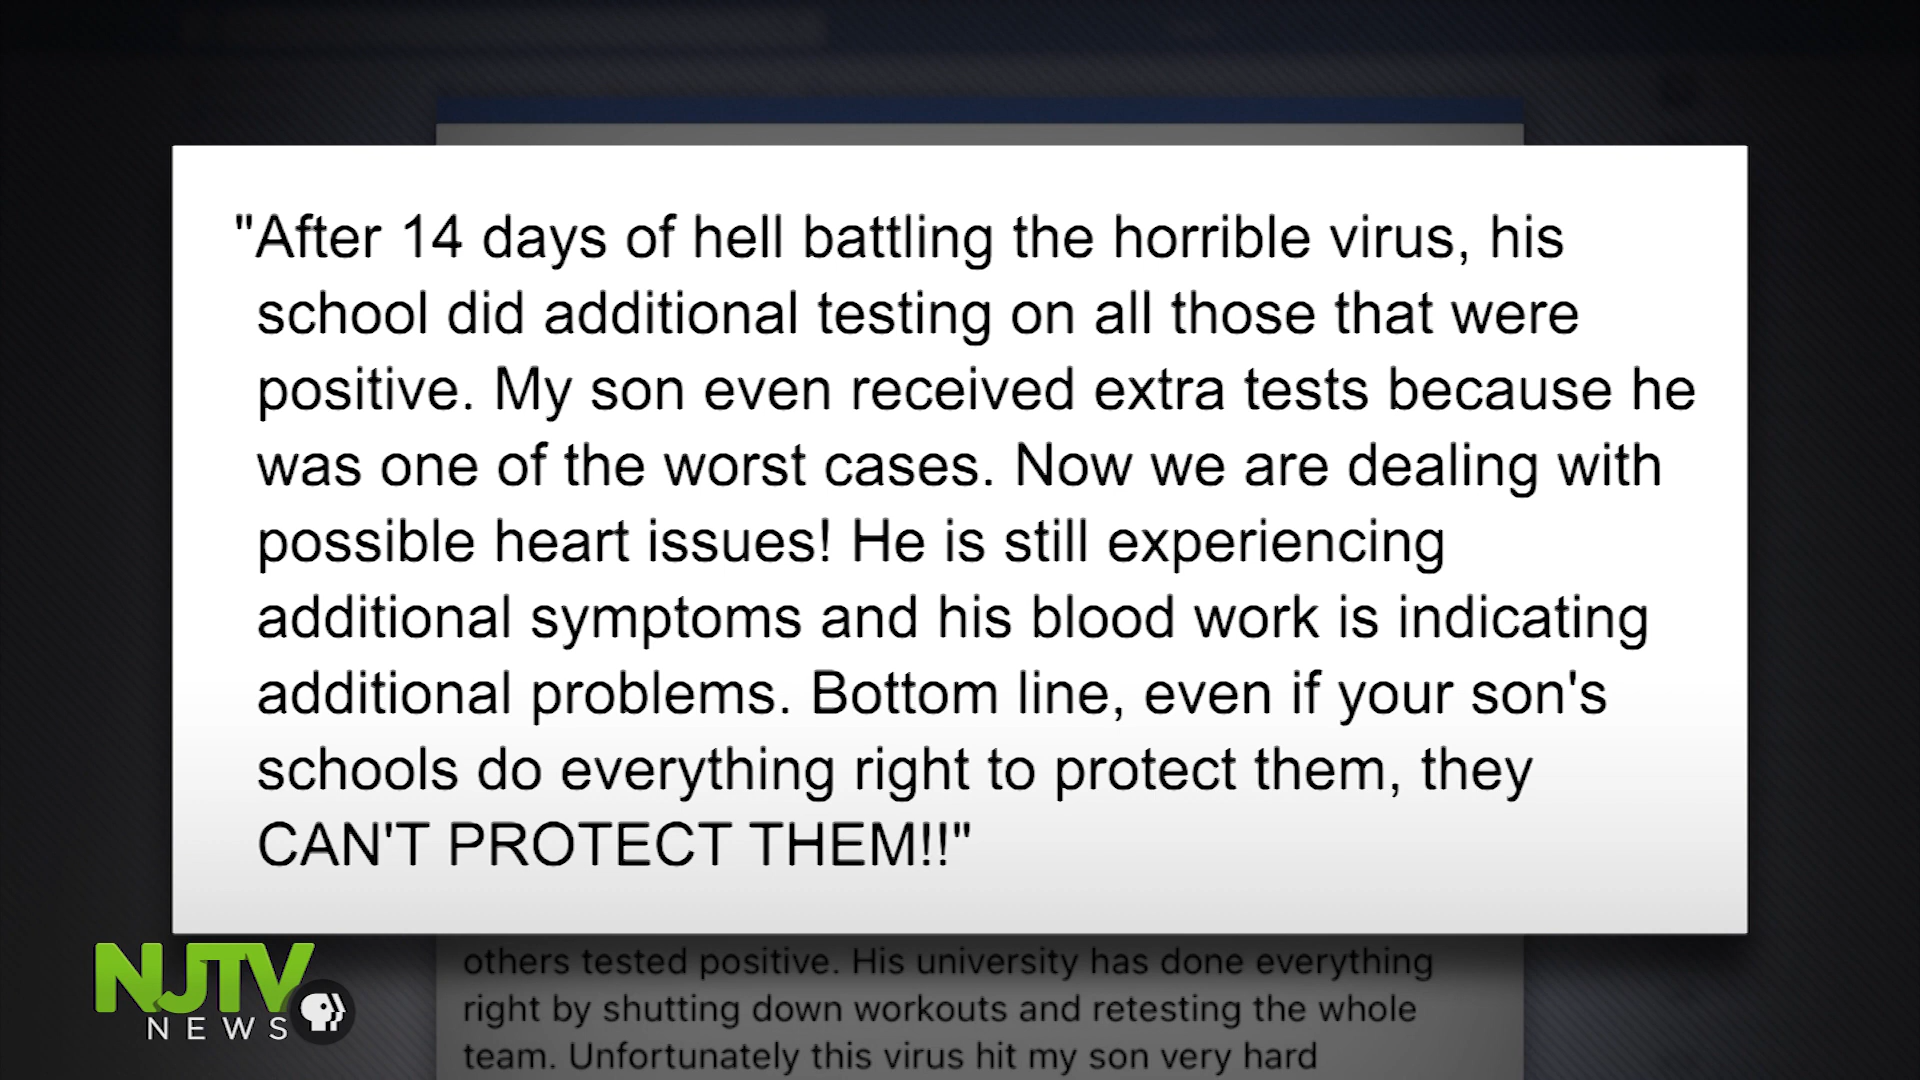 "After 14 days of hell battling the horrible virus, his
school did additional testing on all those that were
positive. My son even received extra tests because he
was one of the worst cases. Now we are dealing with
possible heart issues! He is still experiencing
additional symptoms and his blood work is indicating
additional problems. Bottom line, even if your son's
schools do everything right to protect them, they
CAN'T PROTECT THEM!!"
others tested positive. His university has done everything
right by shutting down workouts and retesting the whole
team. Unfortunately this virus hit my son very hard
NJTV
NEWS